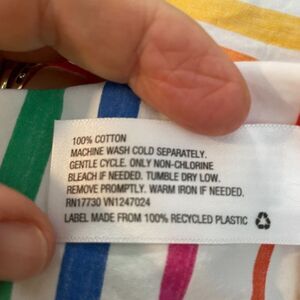 100% COTTON
MACHINE WASH COLD SEPARATELY.
GENTLE CYCLE. ONLY NON-CHLORINE
BLEACH IF NEEDED. TUMBLE DRY LOW.
REMOVE PROMPTLY. WARM IRON IF NEEDED.
RN17730 VN1247024
LABEL MADE FROM 100% RECYCLED PLASTIC